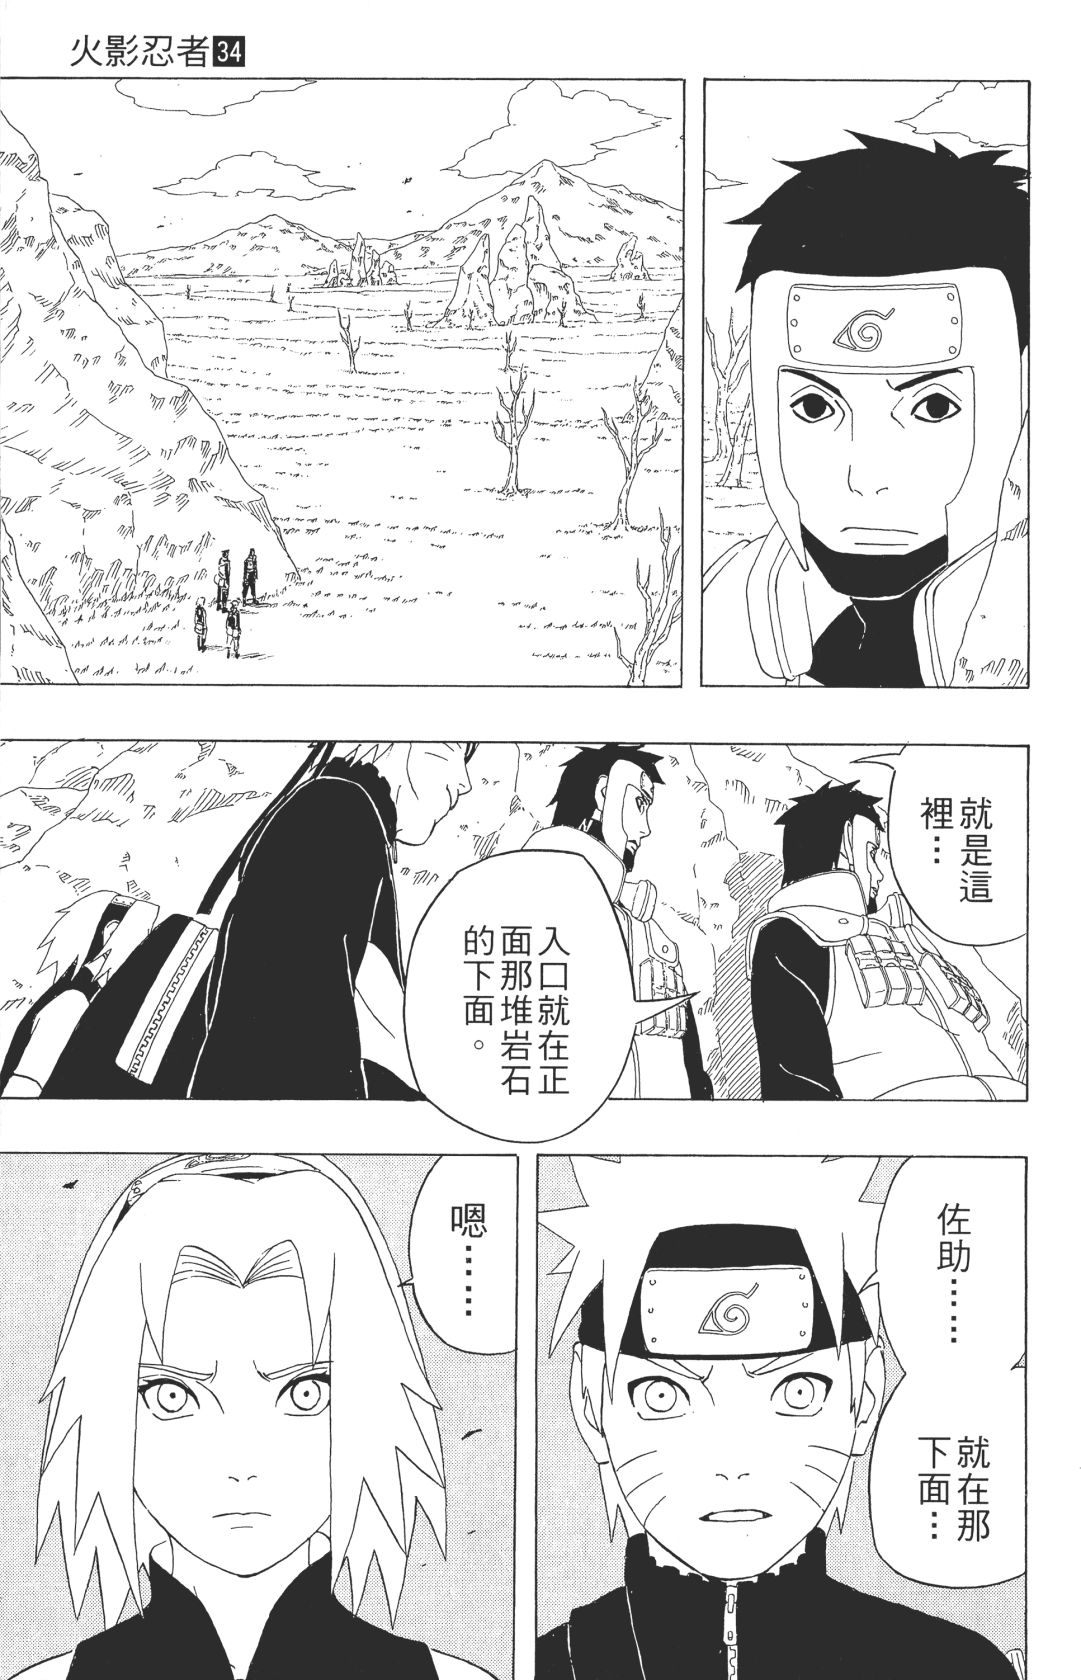 火影忍者34
就是這
裡…
入口就在正
面那堆岩石
的下面。
佐助……
就在那
下面…
嗯……